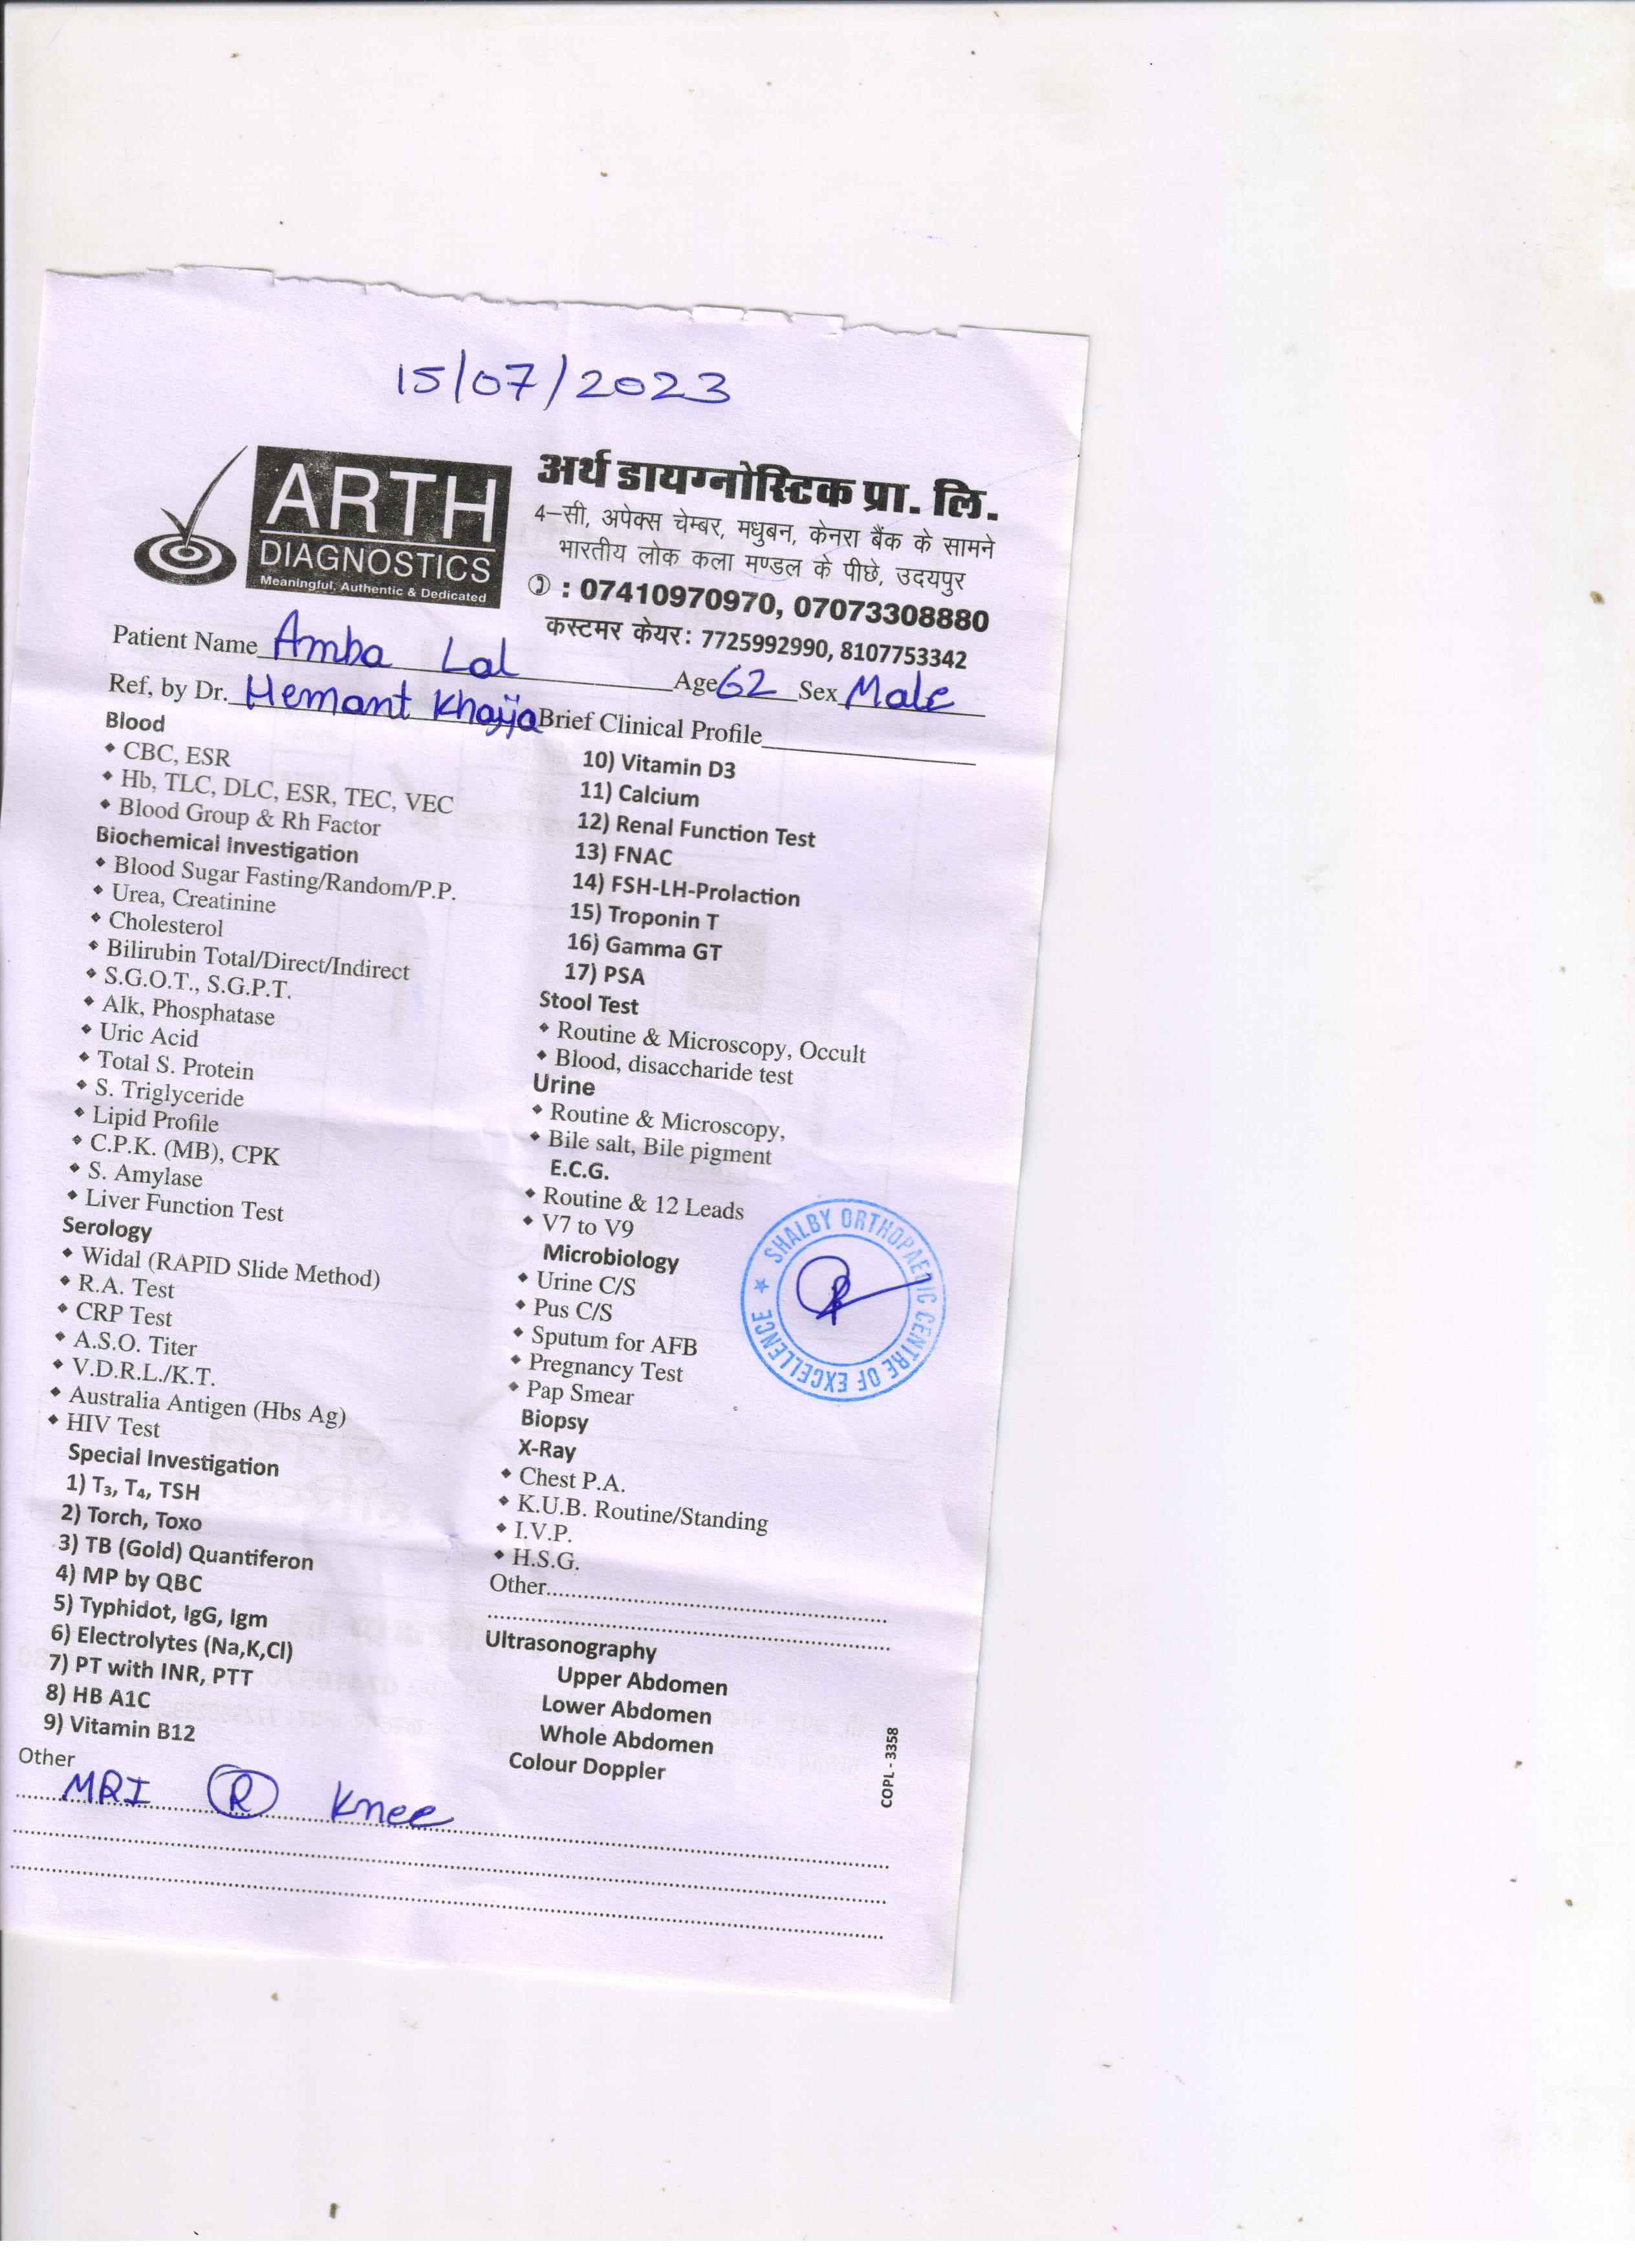 15/07/2023
ARTH
DIAGNOSTICS
Meaningful, Authentic & Dedicated
अर्थ डायग्नोस्टिक प्रा. लि.
4-सी, अपेक्स चेम्बर, मधुबन, केनरा बैंक के सामने
भारतीय लोक कला मण्डल के पीछे, उदयपुर
: 07410970970, 07073308880
कस्टमर केयर: 7725992990, 8107753342
Patient Name Amba Lal Age 62 Sex Male
Ref, by Dr. Hemant Khajja Brief Clinical Profile
Blood
CBC, ESR
Hb, TLC, DLC, ESR, TEC, VEC
Blood Group & Rh Factor
Biochemical Investigation
Blood Sugar Fasting/Random/P.P.
Urea, Creatinine
Cholesterol
Bilirubin Total/Direct/Indirect
S.G.O.T., S.G.P.T.
Alk, Phosphatase
Uric Acid
Total S. Protein
S. Triglyceride
Lipid Profile
C.P.K. (MB), CPK
S. Amylase
Liver Function Test
Serology
Widal (RAPID Slide Method)
R.A. Test
CRP Test
A.S.O. Titer
V.D.R.L./K.T.
Australia Antigen (Hbs Ag)
HIV Test
Special Investigation
1) T₃, T₄, TSH
2) Torch, Toxo
3) TB (Gold) Quantiferon
4) MP by QBC
5) Typhidot, IgG, Igm
6) Electrolytes (Na,K,Cl)
7) PT with INR, PTT
8) HB A1C
9) Vitamin B12
10) Vitamin D3
11) Calcium
12) Renal Function Test
13) FNAC
14) FSH-LH-Prolaction
15) Troponin T
16) Gamma GT
17) PSA
Stool Test
Routine & Microscopy, Occult
Blood, disaccharide test
Urine
Routine & Microscopy,
Bile salt, Bile pigment
E.C.G.
Routine & 12 Leads
V7 to V9
Microbiology
Urine C/S
Pus C/S
Sputum for AFB
Pregnancy Test
Pap Smear
Biopsy
X-Ray
Chest P.A.
K.U.B. Routine/Standing
I.V.P.
H.S.G.
Other
Ultrasonography
Upper Abdomen
Lower Abdomen
Whole Abdomen
Colour Doppler
SHALBY ORTHOPAEDIC CENTRE OF EXCELLENCE
COPL - 3358
Other
MRI R Knee